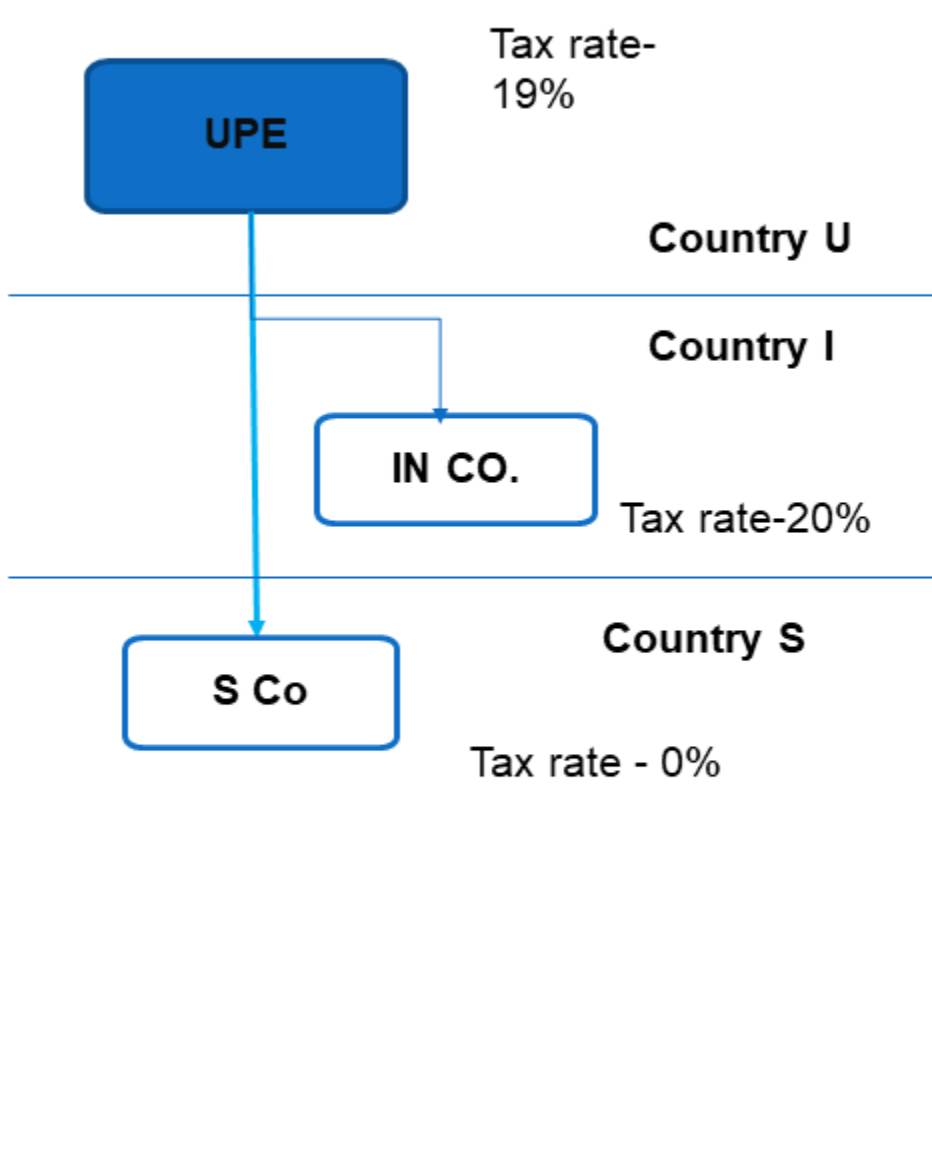 Tax rate-
19%
UPE
Country U
Country I
IN CO.
Tax rate-20%
Country S
S Co
Tax rate - 0%